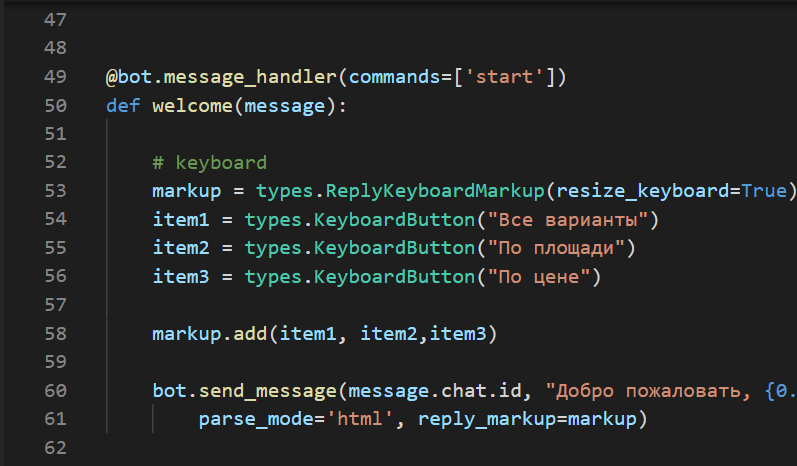 47
48
49 @bot.message_handler(commands=['start'])
50 def welcome(message):
51
52 # keyboard
53 markup = types.ReplyKeyboardMarkup(resize_keyboard=True)
54 item1 = types.KeyboardButton("Все варианты")
55 item2 = types.KeyboardButton("По площади")
56 item3 = types.KeyboardButton("По цене")
57
58 markup.add(item1, item2,item3)
59
60 bot.send_message(message.chat.id, "Добро пожаловать, {0.
61 parse_mode='html', reply_markup=markup)
62